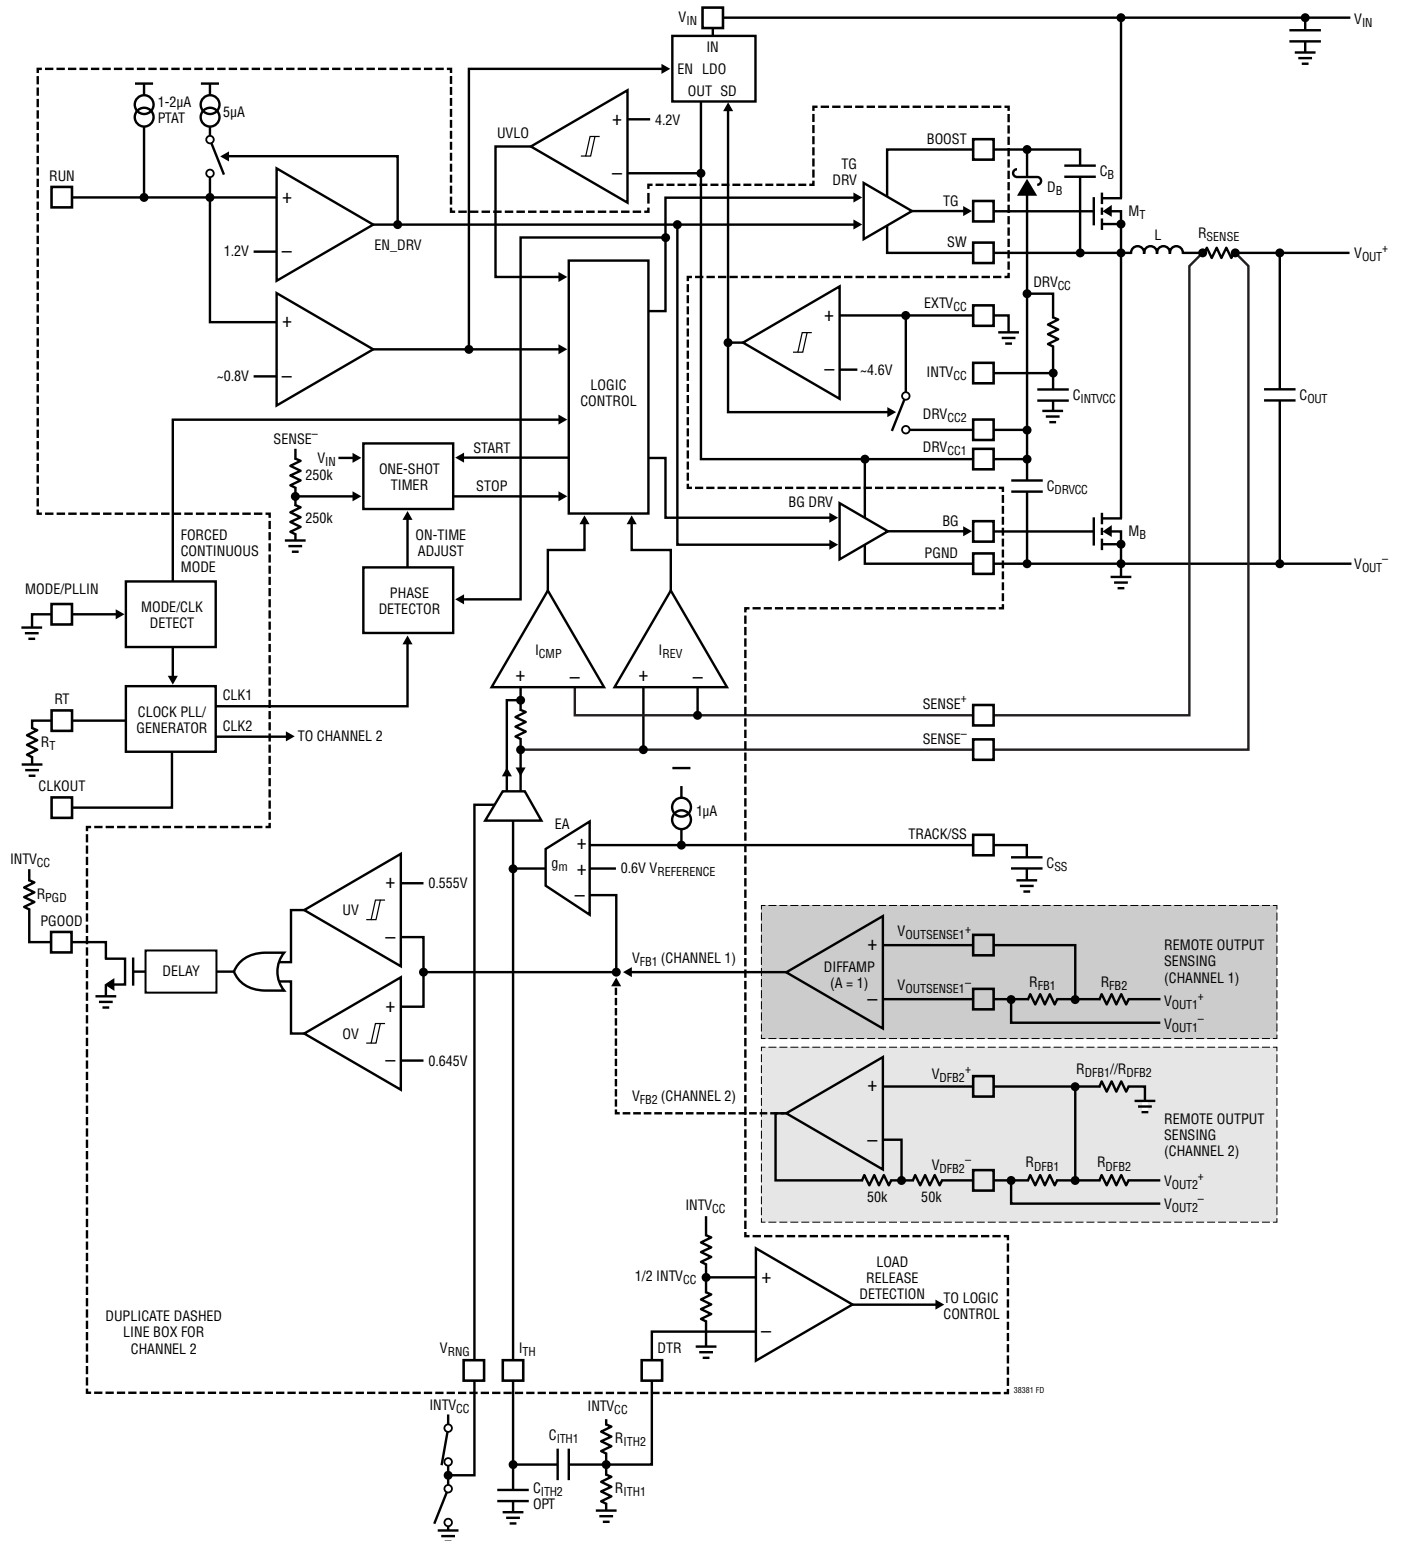 VIN
VIN
IN
EN LDO
OUT SD
1-2µA
PTAT
5µA
UVLO
+
4.2V
–
BOOST
CB
DB
TG
DRV
RUN
TG
MT
+
1.2V
–
EN_DRV
SW
L
RSENSE
VOUT+
DRVCC
+
~0.8V
–
EXTVCC
+
–
~4.6V
INTVCC
CINTVCC
COUT
LOGIC
CONTROL
DRVCC2
DRVCC1
SENSE–
VIN
250k
250k
ONE-SHOT
TIMER
START
STOP
CDRVCC
BG DRV
BG
MB
PGND
VOUT–
FORCED
CONTINUOUS
MODE
ON-TIME
ADJUST
MODE/PLLIN
MODE/CLK
DETECT
PHASE
DETECTOR
ICMP
+ –
IREV
+ –
RT
RT
CLOCK PLL/
GENERATOR
CLK1
CLK2
TO CHANNEL 2
CLKOUT
SENSE+
SENSE–
1µA
EA
gm
+
+
–
0.6V VREFERENCE
TRACK/SS
CSS
INTVCC
RPGD
PGOOD
DELAY
UV
+
0.555V
–
OV
+
–
0.645V
VFB1 (CHANNEL 1)
DIFFAMP
(A = 1)
+
–
VOUTSENSE1+
VOUTSENSE1–
RFB1
RFB2
REMOTE OUTPUT
SENSING
(CHANNEL 1)
VOUT1+
VOUT1–
VFB2 (CHANNEL 2)
+
–
VDFB2+
VDFB2–
RDFB1//RDFB2
REMOTE OUTPUT
SENSING
(CHANNEL 2)
50k
50k
RDFB1
RDFB2
VOUT2+
VOUT2–
INTVCC
1/2 INTVCC
+
–
LOAD
RELEASE
DETECTION
TO LOGIC
CONTROL
DUPLICATE DASHED
LINE BOX FOR
CHANNEL 2
VRNG
ITH
DTR
38381 FD
INTVCC
INTVCC
CITH1
RITH2
CITH2
OPT
RITH1